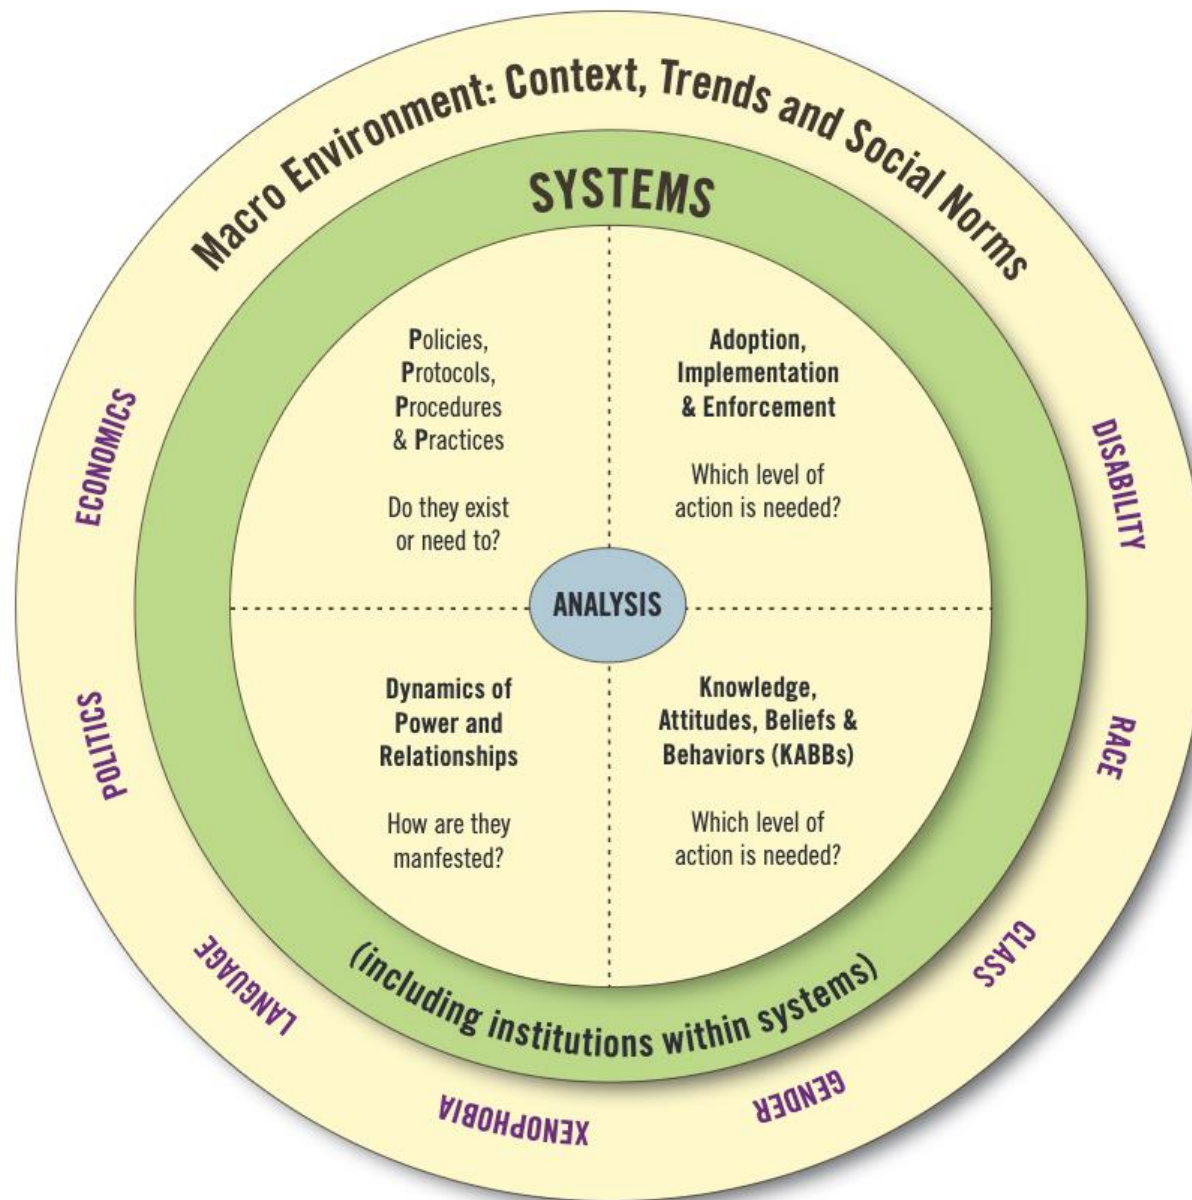 Macro Environment: Context, Trends and Social Norms
SYSTEMS
Policies,
Protocols,
Procedures
& Practices
Do they exist
or need to?
Adoption,
Implementation
& Enforcement
Which level of
action is needed?
ANALYSIS
Dynamics of
Power and
Relationships
How are they
manfested?
Knowledge,
Attitudes, Beliefs &
Behaviors (KABBs)
Which level of
action is needed?
(including institutions within systems)
DISABILITY
RACE
CLASS
GENDER
XENOPHOBIA
LANGUAGE
POLITICS
ECONOMICS